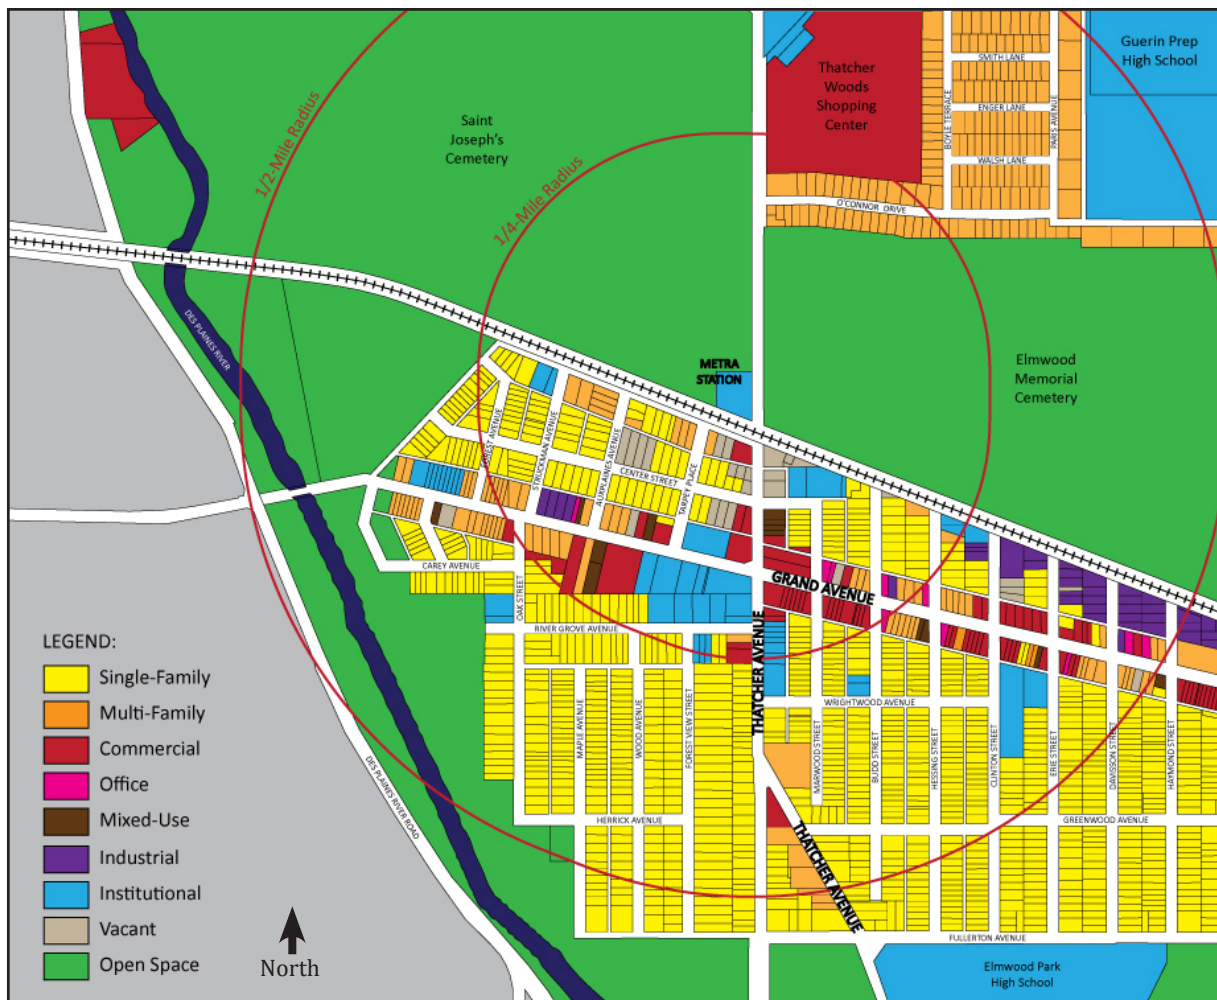 Guerin Prep
High School
SMITH LANE
Thatcher
Woods
Shopping
Center
BOYLE TERRACE
ENGER LANE
PARIS AVENUE
WALSH LANE
Saint
Joseph's
Cemetery
1/2-Mile Radius
1/4-Mile Radius
O'CONNOR DRIVE
DES PLAINES RIVER
METRA
STATION
Elmwood
Memorial
Cemetery
FOREST AVENUE
STRUCKMAN AVENUE
AUXPLAINES AVENUE
CENTER STREET
TARPEY PLACE
CAREY AVENUE
OAK STREET
GRAND AVENUE
RIVER GROVE AVENUE
THATCHER AVENUE
WRIGHTWOOD AVENUE
MAPLE AVENUE
WOOD AVENUE
FOREST VIEW STREET
MARWOOD STREET
BUDD STREET
HESSING STREET
CLINTON STREET
ERIE STREET
DAVISSON STREET
HAYMOND STREET
DES PLAINES RIVER ROAD
HERRICK AVENUE
GREENWOOD AVENUE
THATCHER AVENUE
FULLERTON AVENUE
Elmwood Park
High School
LEGEND:
Single-Family
Multi-Family
Commercial
Office
Mixed-Use
Industrial
Institutional
Vacant
Open Space
North